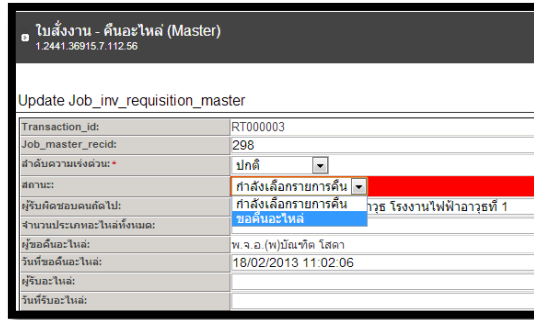 ใบสั่งงาน - คืนอะไหล่ (Master)
1.2441.36915.7.112.56
Update Job_inv_requisition_master
Transaction_id: RT000003
Job_master_recid: 298
ลำดับความเร่งด่วน: * ปกติ
สถานะ: กำลังเลือกรายการคืน
ผู้รับผิดชอบคนถัดไป: กำลังเลือกรายการคืน าวุธ โรงงานไฟฟ้าอาวุธที่ 1
ขอคืนอะไหล่
จำนวนประเภทอะไหล่ทั้งหมด:
ผู้ขอคืนอะไหล่: พ.จ.อ.(พ)บัณฑิต โสดา
วันที่ขอคืนอะไหล่: 18/02/2013 11:02:06
ผู้รับอะไหล่:
วันที่รับอะไหล่: